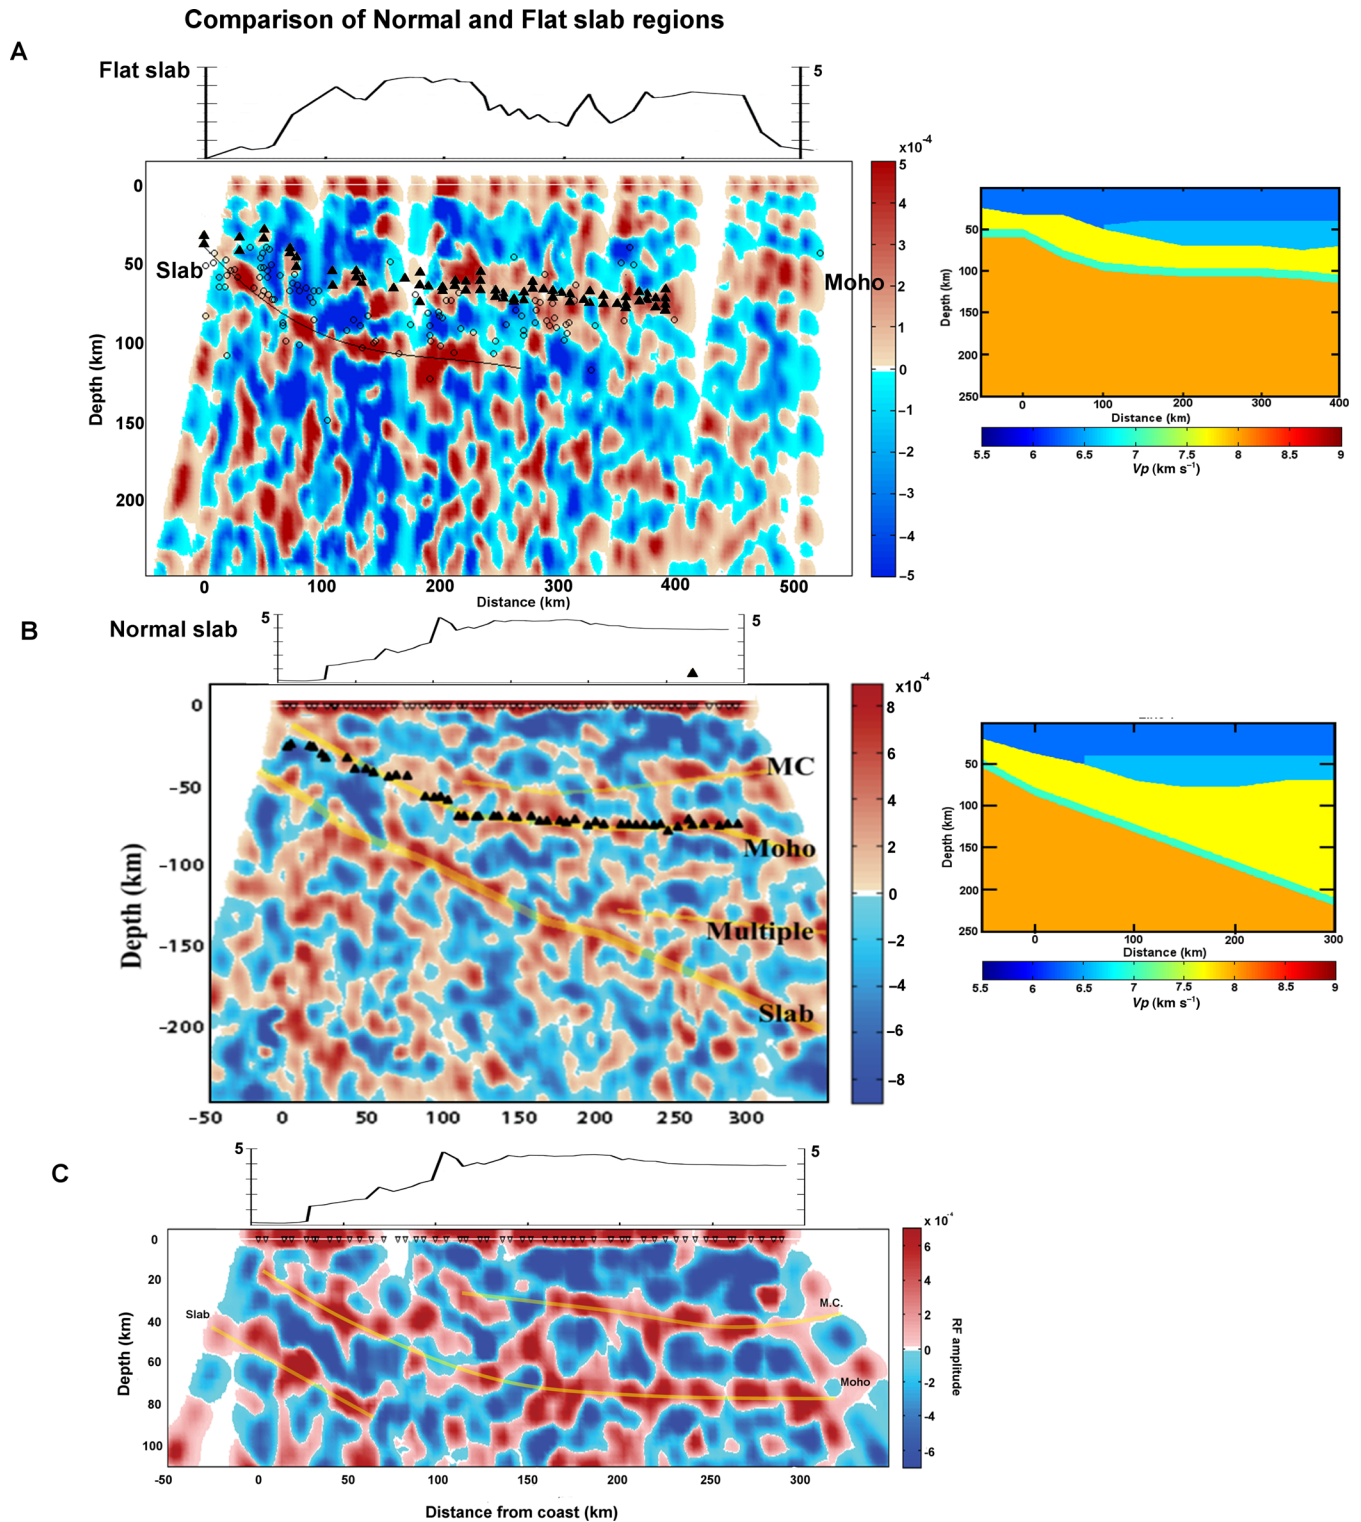 Comparison of Normal and Flat slab regions
A
Flat slab
5
x10⁻⁴
5
4
3
2
1
0
−1
−2
−3
−4
−5
0
50
100
150
200
Slab
Moho
Depth (km)
0 100 200 300 400 500
Distance (km)
50
100
150
200
250
Depth (km)
0 100 200 300 400
Distance (km)
5.5 6 6.5 7 7.5 8 8.5 9
Vp (km s⁻¹)
B
Normal slab
5
5
x10⁻⁴
8
6
4
2
0
−2
−4
−6
−8
0
−50
−100
−150
−200
Depth (km)
MC
Moho
Multiple
Slab
−50 0 50 100 150 200 250 300
50
100
150
200
250
Depth (km)
0 100 200 300
Distance (km)
5.5 6 6.5 7 7.5 8 8.5 9
Vp (km s⁻¹)
C
5
5
x 10⁻⁴
6
4
2
0
-2
-4
-6
RF amplitude
0
20
40
60
80
100
Depth (km)
Slab
M.C.
Moho
-50 0 50 100 150 200 250 300
Distance from coast (km)